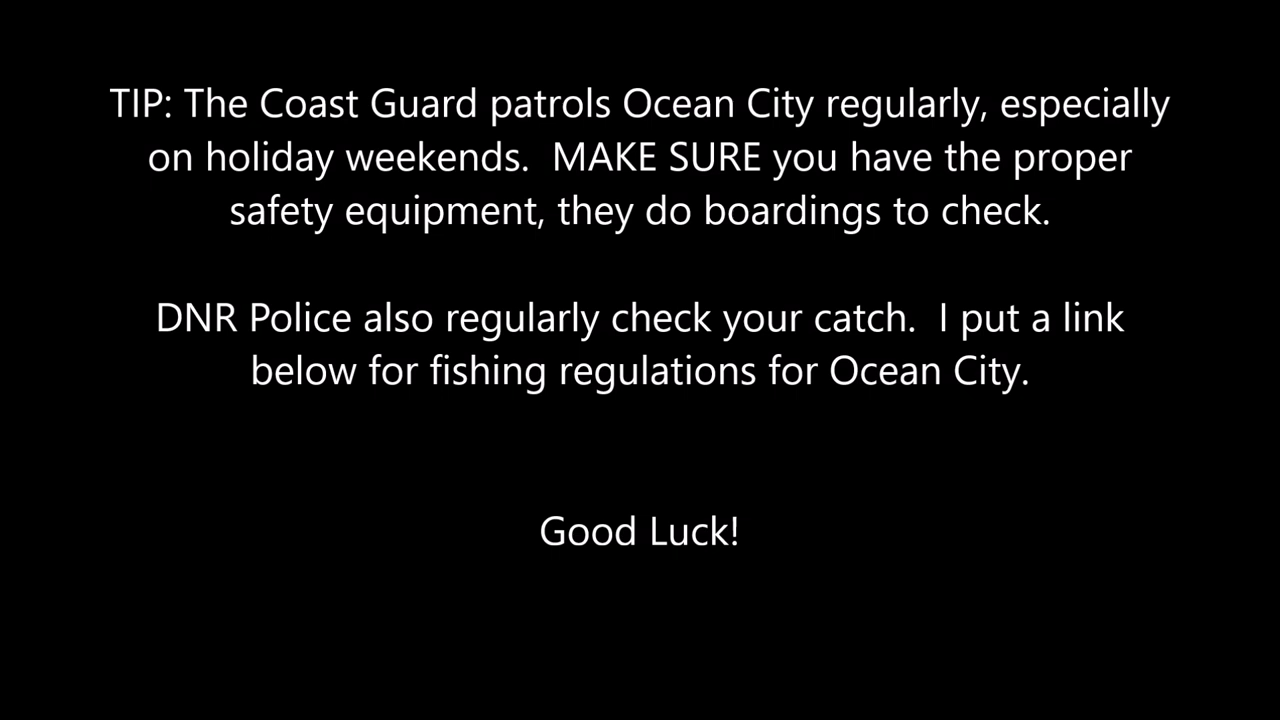 TIP: The Coast Guard patrols Ocean City regularly, especially
on holiday weekends.  MAKE SURE you have the proper
safety equipment, they do boardings to check.
DNR Police also regularly check your catch.  I put a link
below for fishing regulations for Ocean City.
Good Luck!